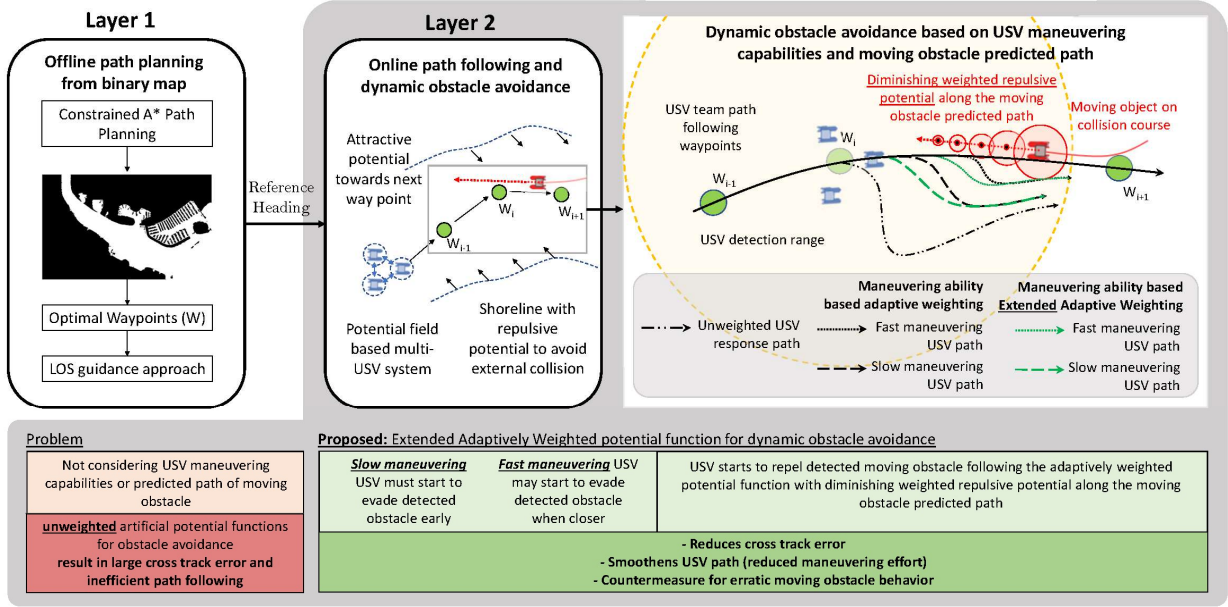 Layer 1
Offline path planning
from binary map
Constrained A* Path
Planning
Optimal Waypoints (W)
LOS guidance approach
Reference
Heading
Layer 2
Online path following and
dynamic obstacle avoidance
Attractive
potential
towards next
way point
W_i
W_{i+1}
W_{i-1}
Potential field
based multi-
USV system
Shoreline with
repulsive
potential to avoid
external collision
Dynamic obstacle avoidance based on USV maneuvering
capabilities and moving obstacle predicted path
Diminishing weighted repulsive
potential along the moving
obstacle predicted path
Moving object on
collision course
USV team path
following
waypoints
W_i
W_{i-1}
W_{i+1}
USV detection range
Unweighted USV
response path
Maneuvering ability
based adaptive weighting
Fast maneuvering
USV path
Slow maneuvering
USV path
Maneuvering ability based
Extended Adaptive Weighting
Fast maneuvering
USV path
Slow maneuvering
USV path
Problem
Not considering USV maneuvering
capabilities or predicted path of moving
obstacle
unweighted artificial potential functions
for obstacle avoidance
result in large cross track error and
inefficient path following
Proposed: Extended Adaptively Weighted potential function for dynamic obstacle avoidance
Slow maneuvering
USV must start to
evade detected
obstacle early
Fast maneuvering USV
may start to evade
detected obstacle
when closer
USV starts to repel detected moving obstacle following the adaptively weighted
potential function with diminishing weighted repulsive potential along the moving
obstacle predicted path
- Reduces cross track error
- Smoothens USV path (reduced maneuvering effort)
- Countermeasure for erratic moving obstacle behavior